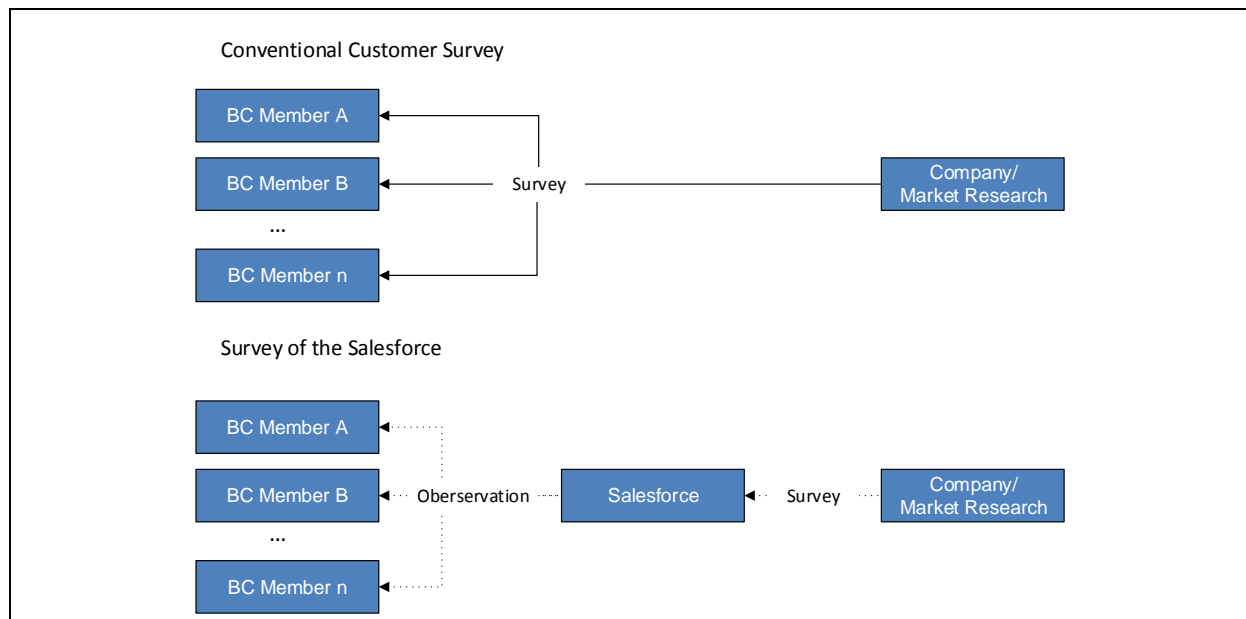 Conventional Customer Survey
BC Member A
BC Member B
Survey
Company/
Market Research
...
BC Member n
Survey of the Salesforce
BC Member A
BC Member B
Oberservation
Salesforce
Survey
Company/
Market Research
...
BC Member n